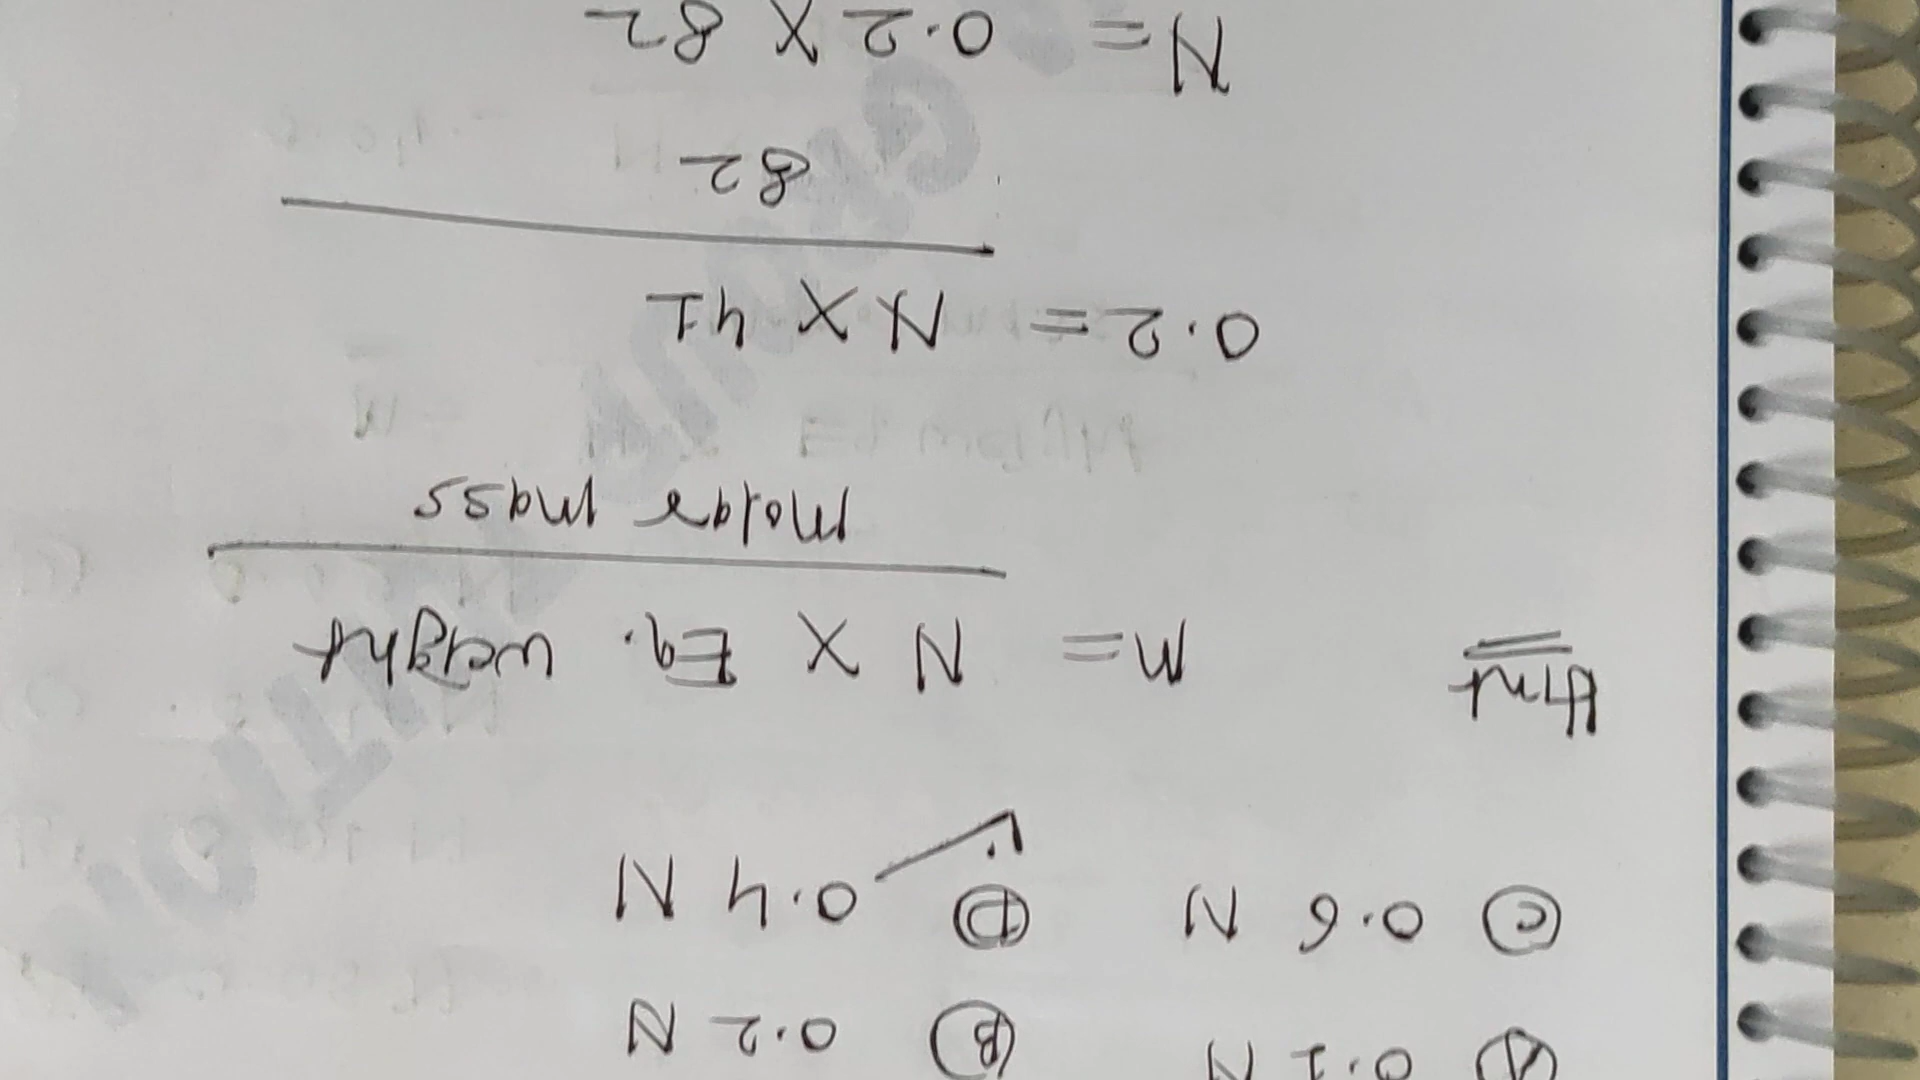 Ⓐ 0.1 N Ⓑ 0.2 N
Ⓒ 0.6 N Ⓓ 0.4 N
Hint M = N X Eq. weight
Molar mass
0.2 = N X 41
82
N = 0.2 X 82